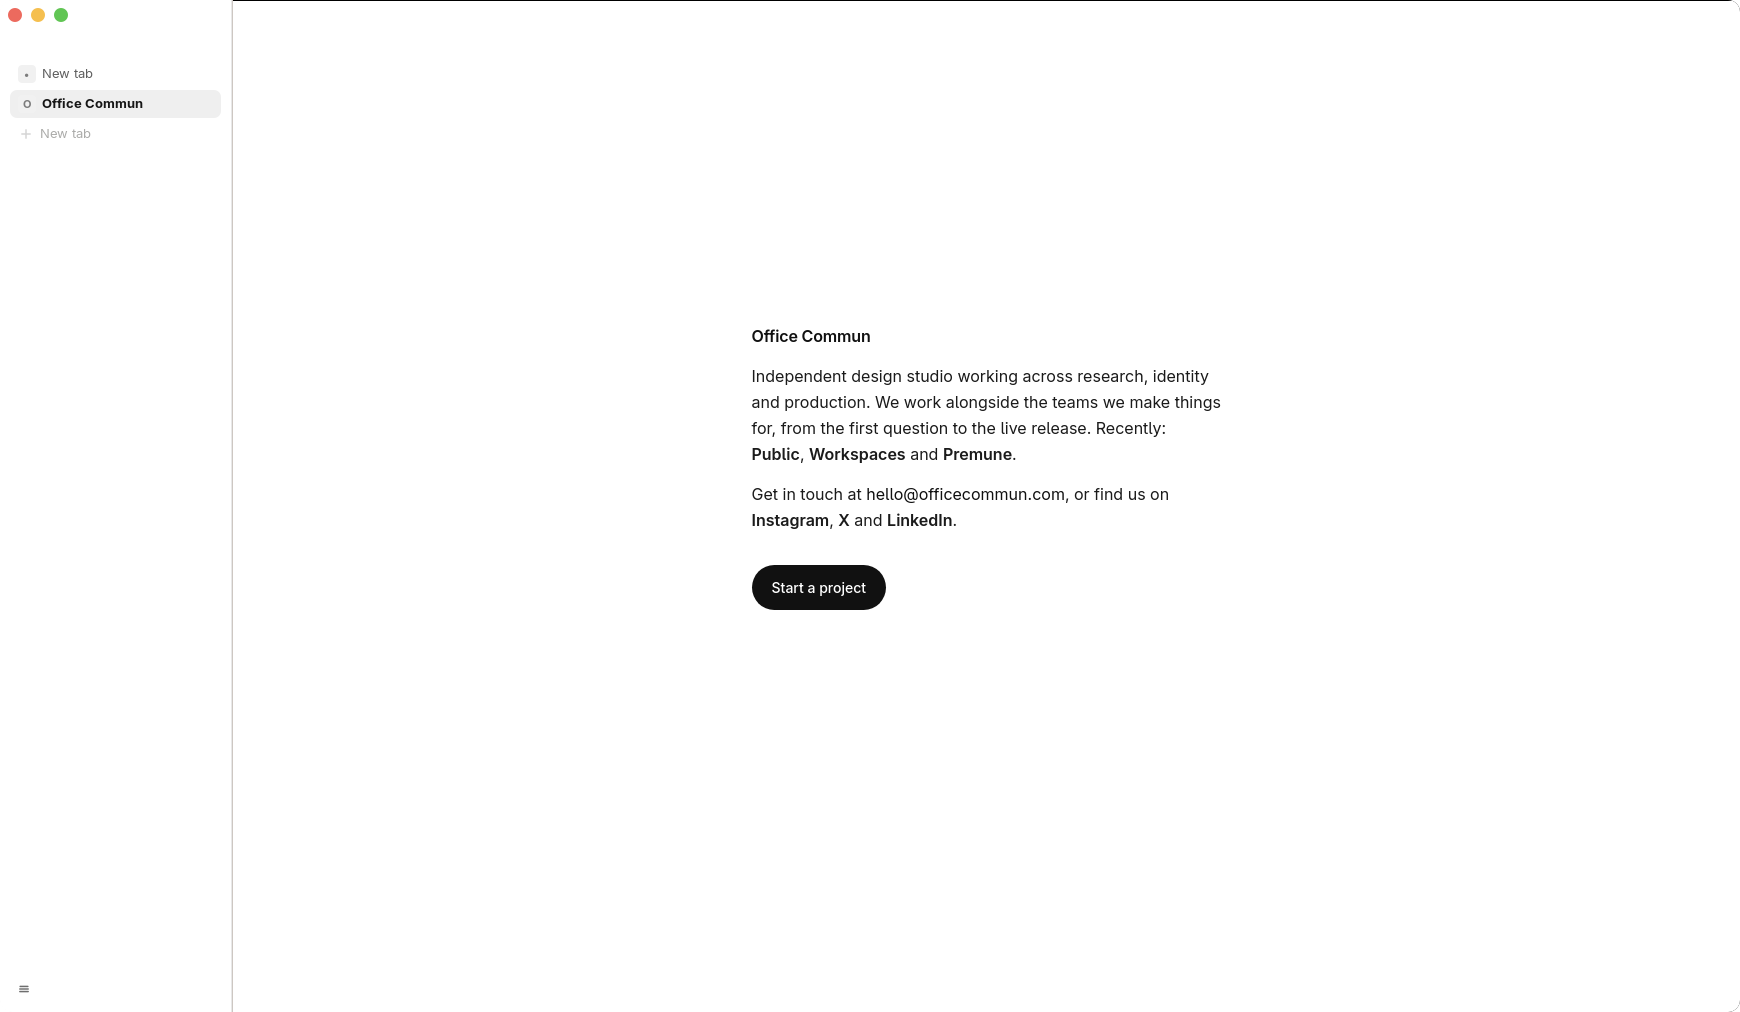 New tab
O Office Commun
+ New tab
Office Commun
Independent design studio working across research, identity
and production. We work alongside the teams we make things
for, from the first question to the live release. Recently:
Public, Workspaces and Premune.
Get in touch at hello@officecommun.com, or find us on
Instagram, X and LinkedIn.
Start a project